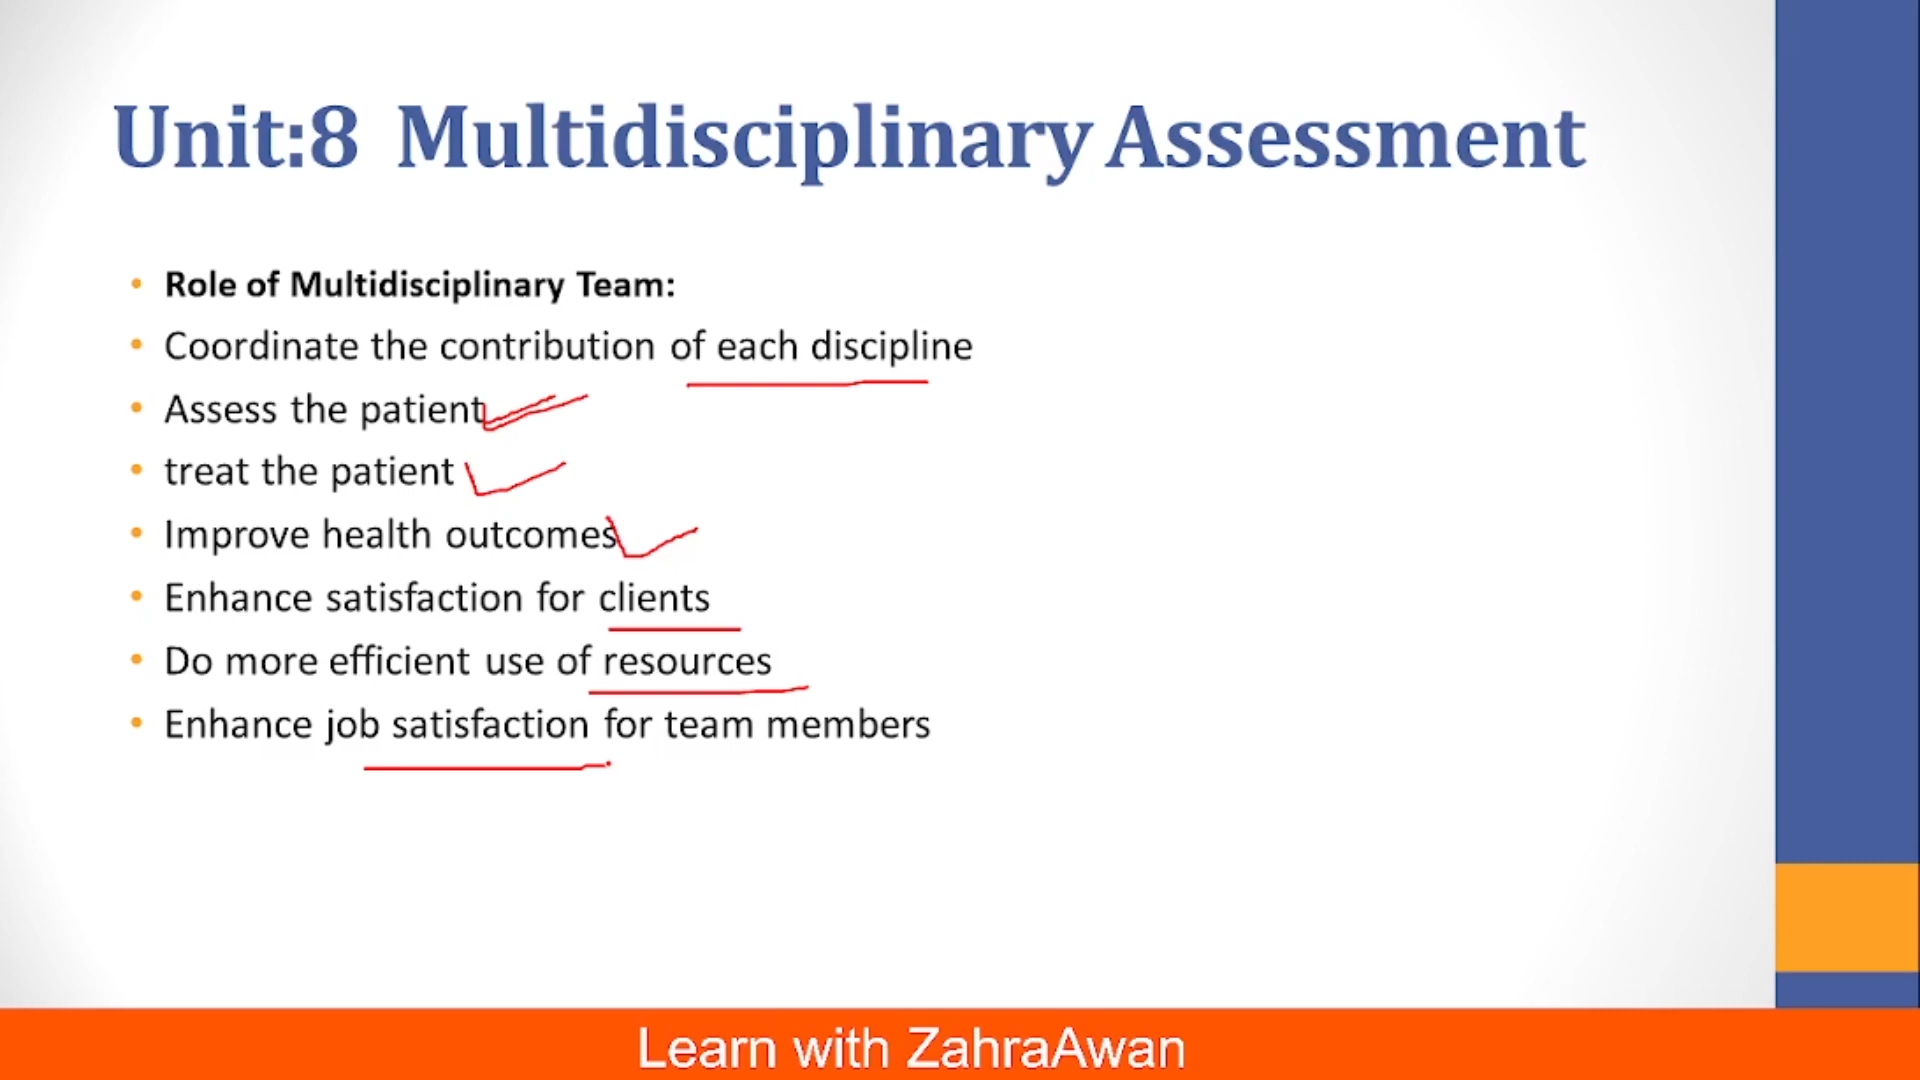 Unit:8 Multidisciplinary Assessment
• Role of Multidisciplinary Team:
• Coordinate the contribution of each discipline
• Assess the patient
• treat the patient
• Improve health outcomes
• Enhance satisfaction for clients
• Do more efficient use of resources
• Enhance job satisfaction for team members
Learn with ZahraAwan